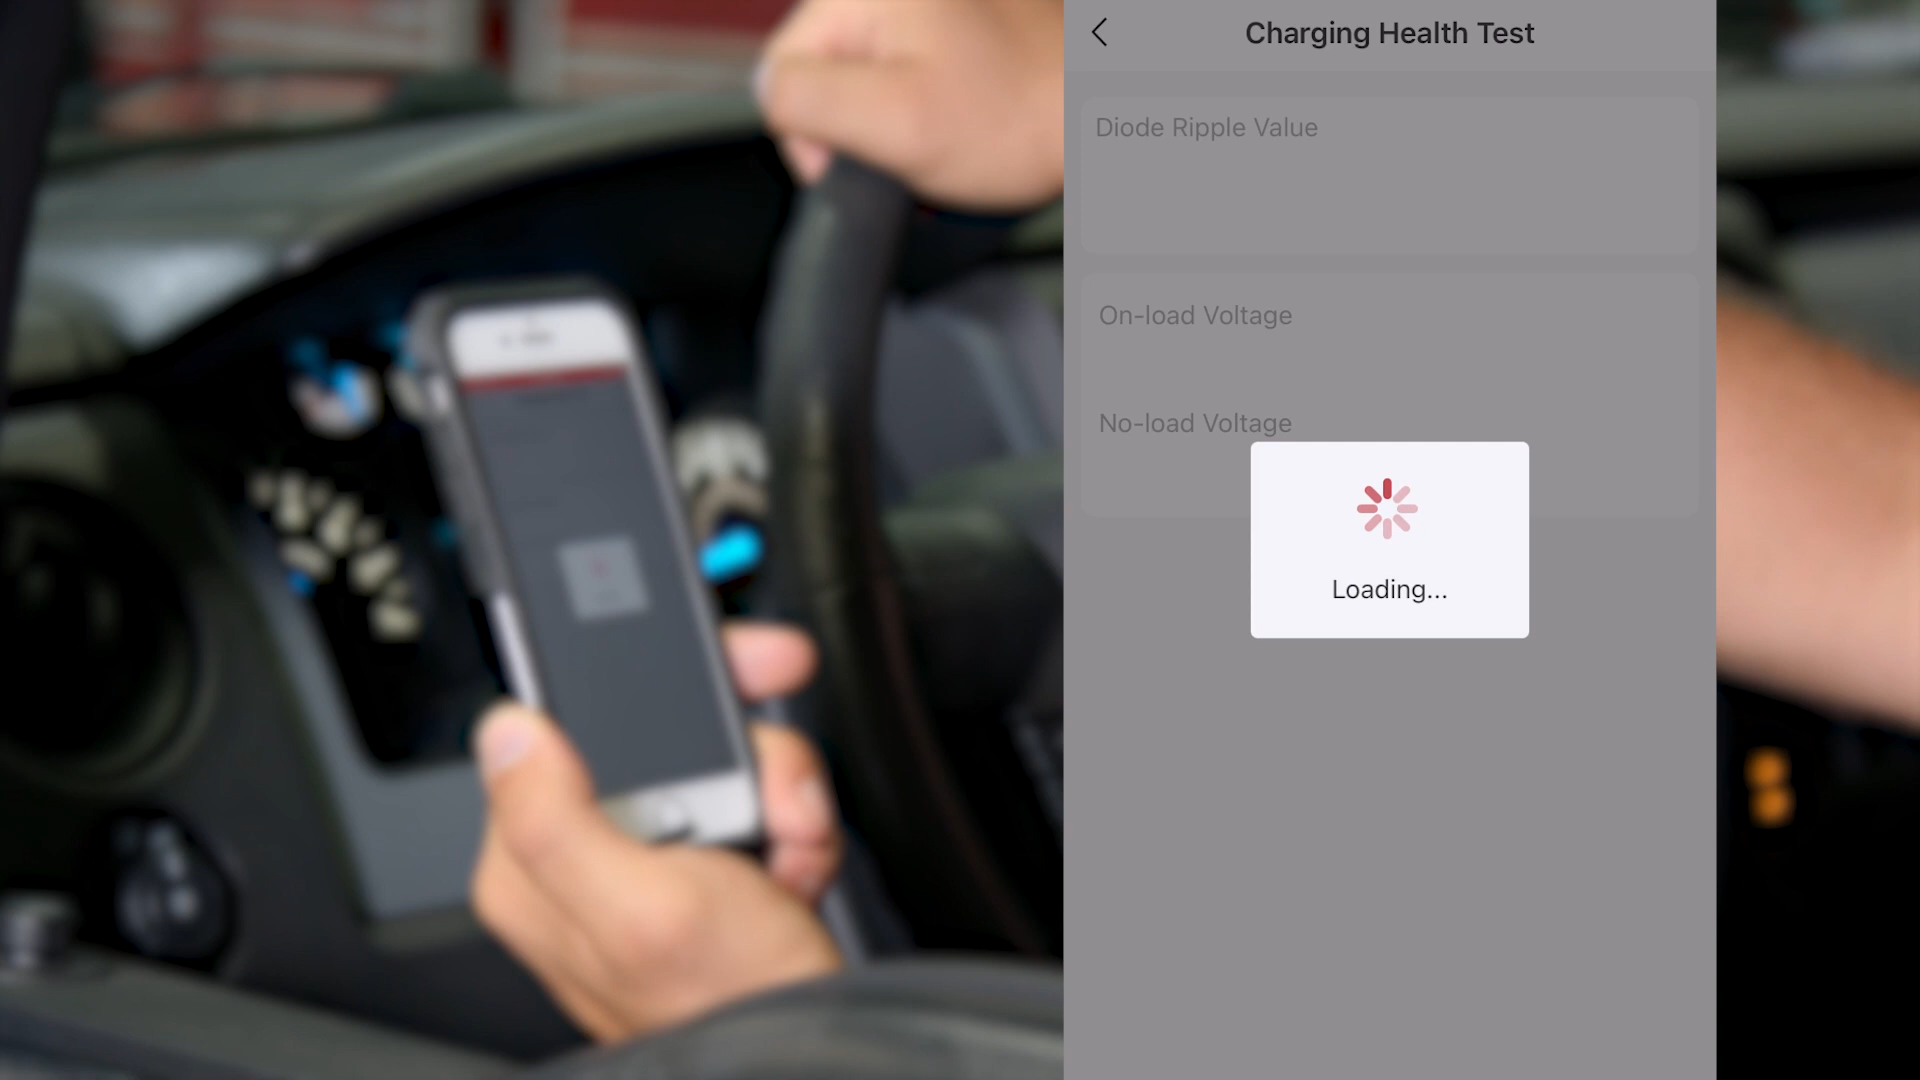 Charging Health Test
Diode Ripple Value
On-load Voltage
No-load Voltage
Loading...